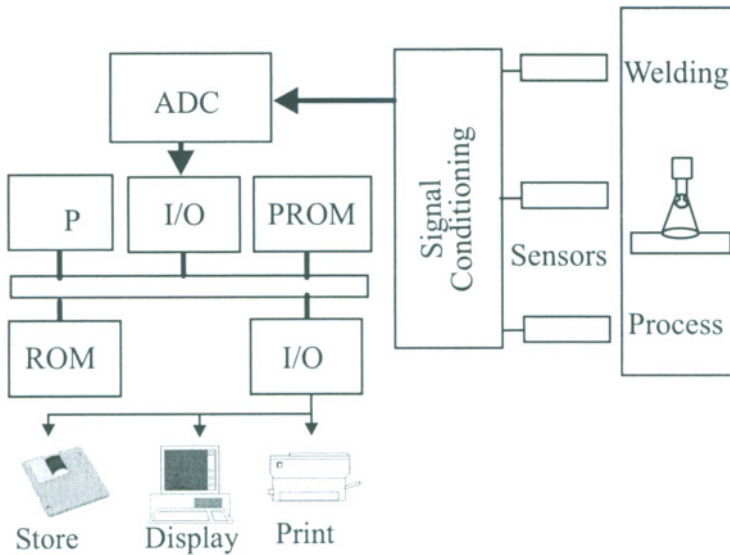 ADC
Welding
P
I/O
PROM
Signal
Conditioning
Sensors
Process
ROM
I/O
Store
Display
Print